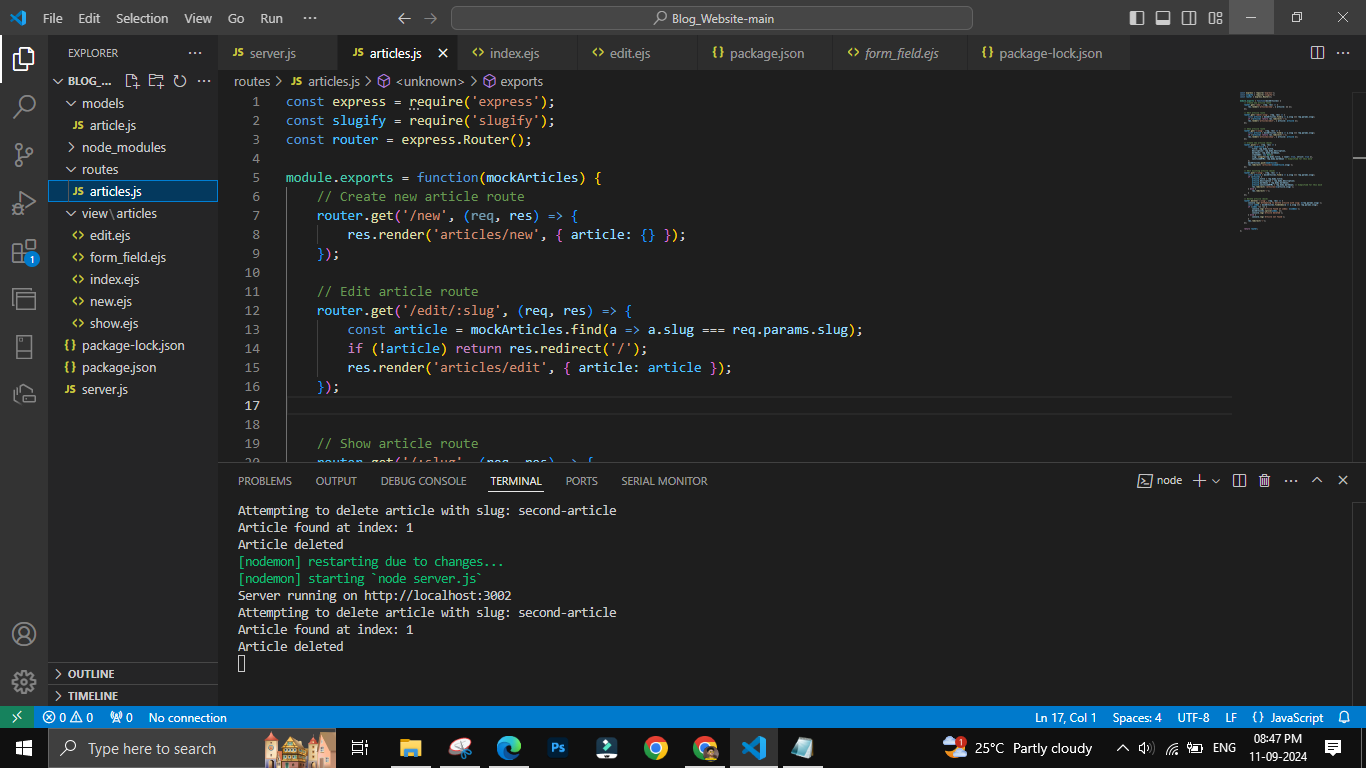 File Edit Selection View Go Run ···
Blog_Website-main
EXPLORER ···
server.js
articles.js
index.ejs
edit.ejs
package.json
form_field.ejs
package-lock.json
BLOG_...
models
article.js
node_modules
routes
articles.js
view\articles
edit.ejs
form_field.ejs
index.ejs
new.ejs
show.ejs
package-lock.json
package.json
server.js
OUTLINE
TIMELINE
routes > JS articles.js > <unknown> > exports
1 const express = require('express');
2 const slugify = require('slugify');
3 const router = express.Router();
4
5 module.exports = function(mockArticles) {
6 // Create new article route
7 router.get('/new', (req, res) => {
8 res.render('articles/new', { article: {} });
9 });
10
11 // Edit article route
12 router.get('/edit/:slug', (req, res) => {
13 const article = mockArticles.find(a => a.slug === req.params.slug);
14 if (!article) return res.redirect('/');
15 res.render('articles/edit', { article: article });
16 });
17
18
19 // Show article route
20 router.get('/:slug', (req, res) => {
PROBLEMS OUTPUT DEBUG CONSOLE TERMINAL PORTS SERIAL MONITOR
node
Attempting to delete article with slug: second-article
Article found at index: 1
Article deleted
[nodemon] restarting due to changes...
[nodemon] starting `node server.js`
Server running on http://localhost:3002
Attempting to delete article with slug: second-article
Article found at index: 1
Article deleted
0 0 0 No connection
Ln 17, Col 1 Spaces: 4 UTF-8 LF {} JavaScript
Type here to search
25°C Partly cloudy
ENG
08:47 PM
11-09-2024